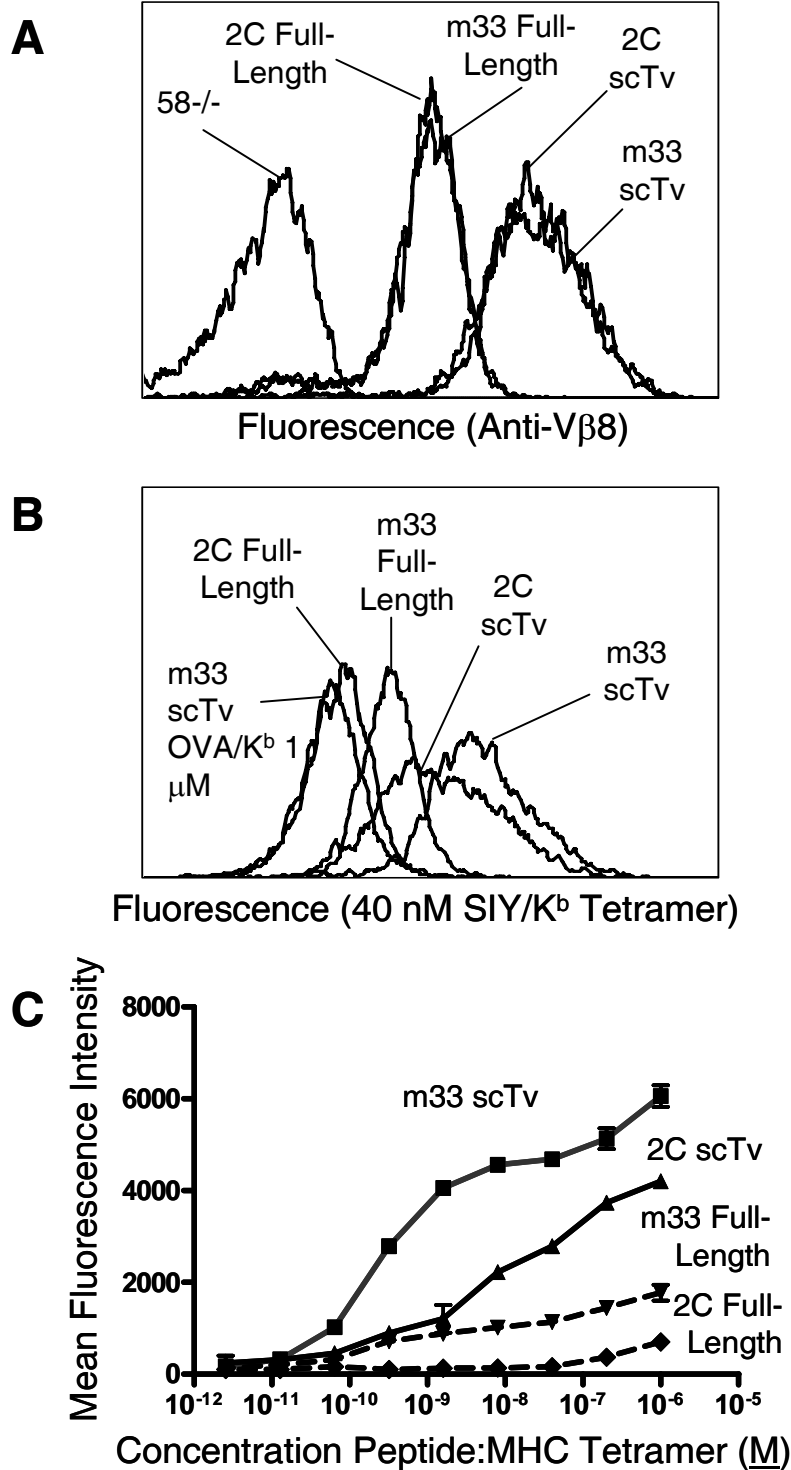 A
2C Full-
Length
m33 Full-
Length
2C
scTv
58-/-
m33
scTv
Fluorescence (Anti-Vβ8)
B
2C Full-
Length
m33
Full-
Length
2C
scTv
m33
scTv
m33
scTv
OVA/Kᵇ 1
μM
Fluorescence (40 nM SIY/Kᵇ Tetramer)
C
Mean Fluorescence Intensity
8000
6000
4000
2000
0
m33 scTv
2C scTv
m33 Full-
Length
2C Full-
Length
10⁻¹² 10⁻¹¹ 10⁻¹⁰ 10⁻⁹ 10⁻⁸ 10⁻⁷ 10⁻⁶ 10⁻⁵
Concentration Peptide:MHC Tetramer (M)